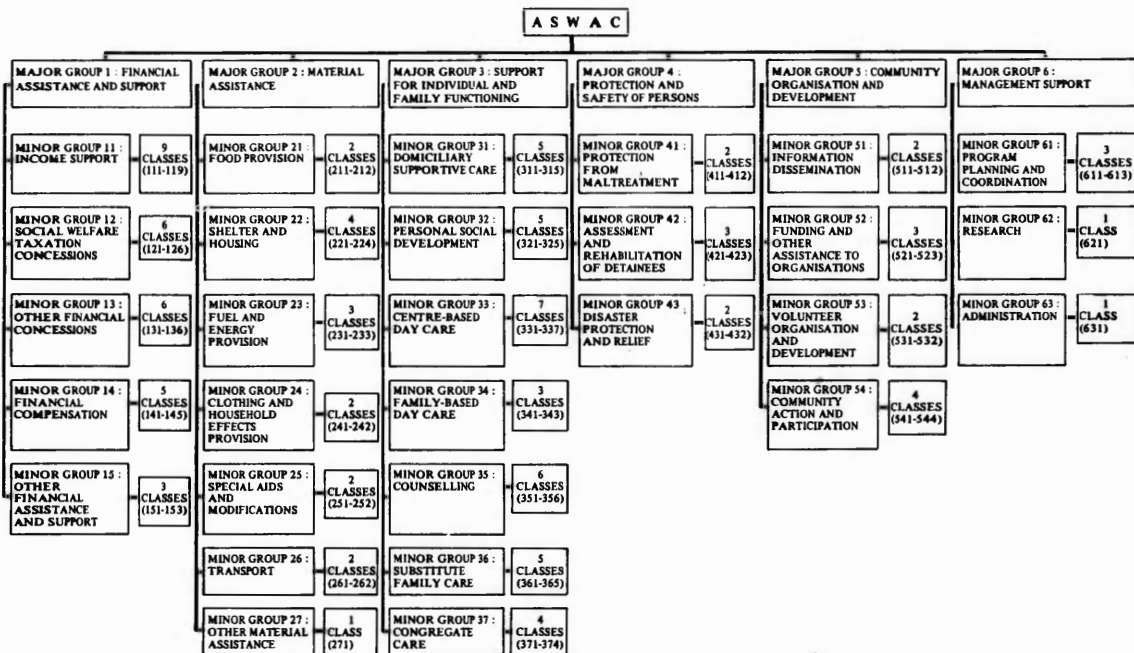 A S W A C
MAJOR GROUP 1 : FINANCIAL
ASSISTANCE AND SUPPORT
MINOR GROUP 11 :
INCOME SUPPORT
9
CLASSES
(111-119)
MINOR GROUP 12 :
SOCIAL WELFARE
TAXATION
CONCESSIONS
6
CLASSES
(121-126)
MINOR GROUP 13 :
OTHER FINANCIAL
CONCESSIONS
6
CLASSES
(131-136)
MINOR GROUP 14 :
FINANCIAL
COMPENSATION
5
CLASSES
(141-145)
MINOR GROUP 15 :
OTHER
FINANCIAL
ASSISTANCE
AND SUPPORT
3
CLASSES
(151-153)
MAJOR GROUP 2 : MATERIAL
ASSISTANCE
MINOR GROUP 21 :
FOOD PROVISION
2
CLASSES
(211-212)
MINOR GROUP 22 :
SHELTER AND
HOUSING
4
CLASSES
(221-224)
MINOR GROUP 23 :
FUEL AND
ENERGY
PROVISION
3
CLASSES
(231-233)
MINOR GROUP 24 :
CLOTHING AND
HOUSEHOLD
EFFECTS
PROVISION
2
CLASSES
(241-242)
MINOR GROUP 25 :
SPECIAL AIDS
AND
MODIFICATIONS
2
CLASSES
(251-252)
MINOR GROUP 26 :
TRANSPORT
2
CLASSES
(261-262)
MINOR GROUP 27 :
OTHER MATERIAL
ASSISTANCE
1
CLASS
(271)
MAJOR GROUP 3 : SUPPORT
FOR INDIVIDUAL AND
FAMILY FUNCTIONING
MINOR GROUP 31 :
DOMICILIARY
SUPPORTIVE CARE
5
CLASSES
(311-315)
MINOR GROUP 32 :
PERSONAL SOCIAL
DEVELOPMENT
5
CLASSES
(321-325)
MINOR GROUP 33 :
CENTRE-BASED
DAY CARE
7
CLASSES
(331-337)
MINOR GROUP 34 :
FAMILY-BASED
DAY CARE
3
CLASSES
(341-343)
MINOR GROUP 35 :
COUNSELLING
6
CLASSES
(351-356)
MINOR GROUP 36 :
SUBSTITUTE
FAMILY CARE
5
CLASSES
(361-365)
MINOR GROUP 37 :
CONGREGATE
CARE
4
CLASSES
(371-374)
MAJOR GROUP 4 :
PROTECTION AND
SAFETY OF PERSONS
MINOR GROUP 41 :
PROTECTION
FROM
MALTREATMENT
2
CLASSES
(411-412)
MINOR GROUP 42 :
ASSESSMENT
AND
REHABILITATION
OF DETAINEES
3
CLASSES
(421-423)
MINOR GROUP 43 :
DISASTER
PROTECTION
AND RELIEF
2
CLASSES
(431-432)
MAJOR GROUP 5 : COMMUNITY
ORGANISATION AND
DEVELOPMENT
MINOR GROUP 51 :
INFORMATION
DISSEMINATION
2
CLASSES
(511-512)
MINOR GROUP 52 :
FUNDING AND
OTHER
ASSISTANCE TO
ORGANISATIONS
3
CLASSES
(521-523)
MINOR GROUP 53 :
VOLUNTEER
ORGANISATION
AND
DEVELOPMENT
2
CLASSES
(531-532)
MINOR GROUP 54 :
COMMUNITY
ACTION AND
PARTICIPATION
4
CLASSES
(541-544)
MAJOR GROUP 6 :
MANAGEMENT SUPPORT
MINOR GROUP 61 :
PROGRAM
PLANNING AND
COORDINATION
3
CLASSES
(611-613)
MINOR GROUP 62 :
RESEARCH
1
CLASS
(621)
MINOR GROUP 63 :
ADMINISTRATION
1
CLASS
(631)